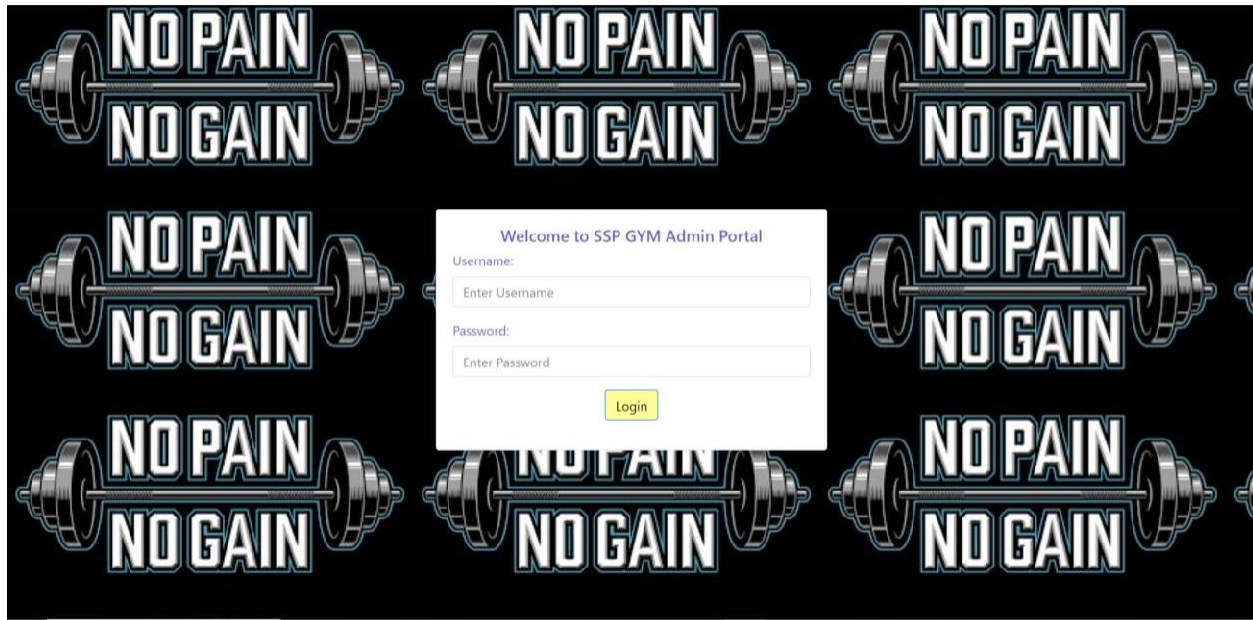 NO PAIN NO PAIN NO PAIN
NO GAIN NO GAIN NO GAIN
NO PAIN NO PAIN
NO GAIN NO GAIN
Welcome to SSP GYM Admin Portal
Username:
Enter Username
Password:
Enter Password
Login
NO PAIN NO PAIN NO PAIN
NO GAIN NO GAIN NO GAIN